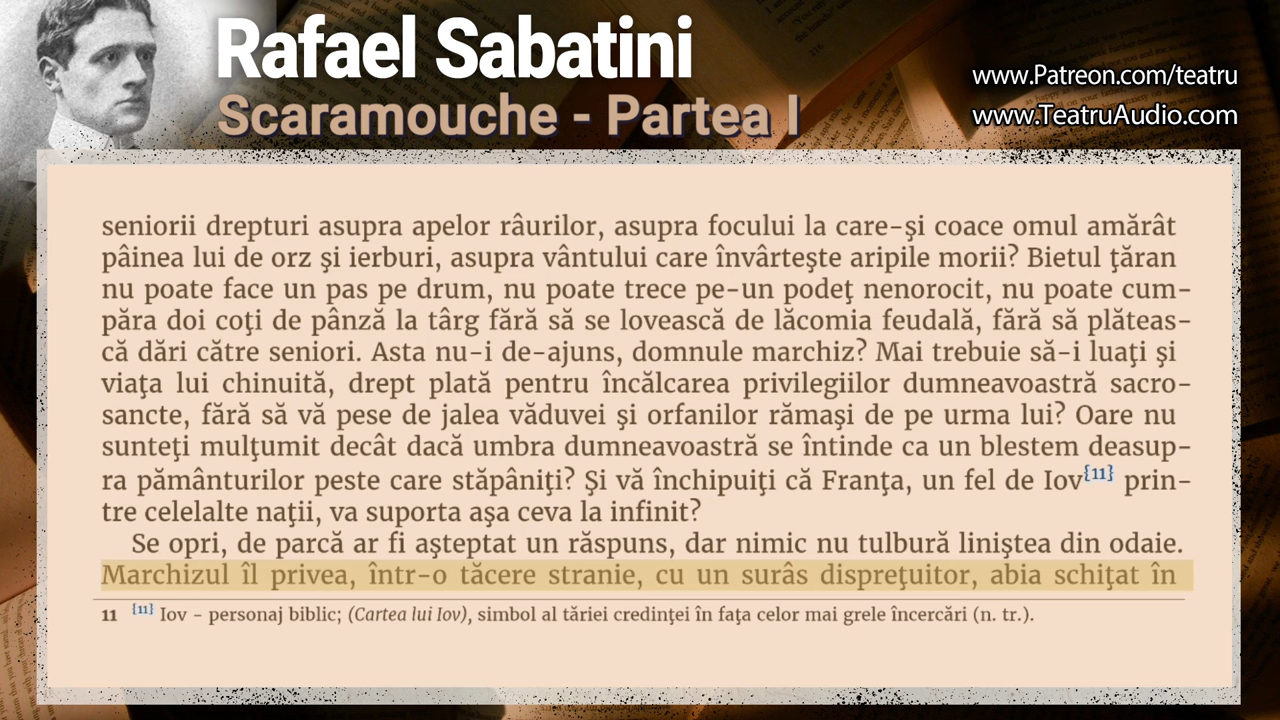 Rafael Sabatini
Scaramouche - Partea I
www.Patreon.com/teatru
www.TeatruAudio.com
seniorii drepturi asupra apelor râurilor, asupra focului la care-şi coace omul amărât
pâinea lui de orz şi ierburi, asupra vântului care învârteşte aripile morii? Bietul ţăran
nu poate face un pas pe drum, nu poate trece pe-un podeţ nenorocit, nu poate cum-
păra doi coţi de pânză la târg fără să se lovească de lăcomia feudală, fără să plăteas-
că dări către seniori. Asta nu-i de-ajuns, domnule marchiz? Mai trebuie să-i luaţi şi
viaţa lui chinuită, drept plată pentru încălcarea privilegiilor dumneavoastră sacro-
sancte, fără să vă pese de jalea văduvei şi orfanilor rămaşi de pe urma lui? Oare nu
sunteţi mulţumit decât dacă umbra dumneavoastră se întinde ca un blestem deasup-
ra pământurilor peste care stăpâniţi? Şi vă închipuiţi că Franţa, un fel de Iov{11} prin-
tre celelalte naţii, va suporta aşa ceva la infinit?
Se opri, de parcă ar fi aşteptat un răspuns, dar nimic nu tulbură liniştea din odaie.
Marchizul îl privea, într-o tăcere stranie, cu un surâs dispreţuitor, abia schiţat în
11 {11} Iov - personaj biblic; (Cartea lui Iov), simbol al tăriei credinţei în faţa celor mai grele încercări (n. tr.).